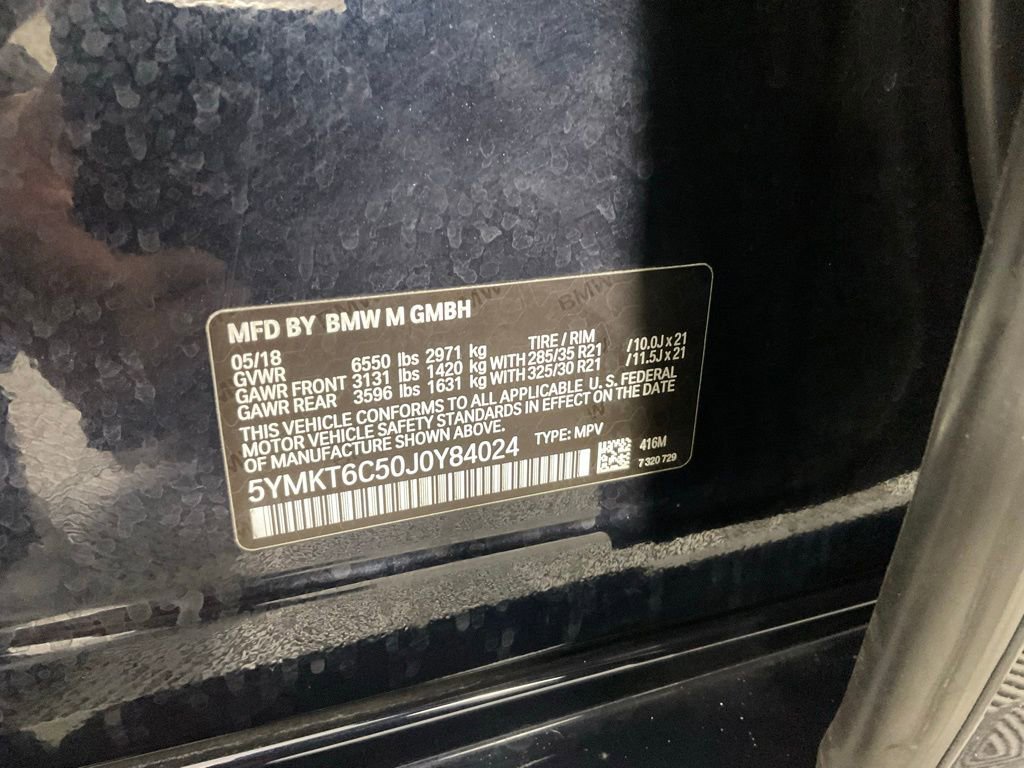 MFD BY BMW M GMBH
05/18 TIRE / RIM
GVWR 6550 lbs 2971 kg
GAWR FRONT 3131 lbs 1420 kg WITH 285/35 R21 /10.0J x 21
GAWR REAR 3596 lbs 1631 kg WITH 325/30 R21 /11.5J x 21
THIS VEHICLE CONFORMS TO ALL APPLICABLE U. S. FEDERAL
MOTOR VEHICLE SAFETY STANDARDS IN EFFECT ON THE DATE
OF MANUFACTURE SHOWN ABOVE.
5YMKT6C50J0Y84024 TYPE: MPV
416M
7 320 729
BMW